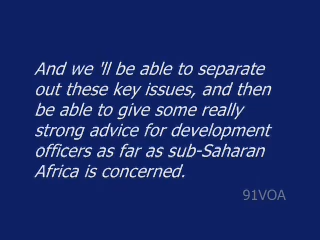 And we 'll be able to separate
out these key issues, and then
be able to give some really
strong advice for development
officers as far as sub-Saharan
Africa is concerned.
91VOA